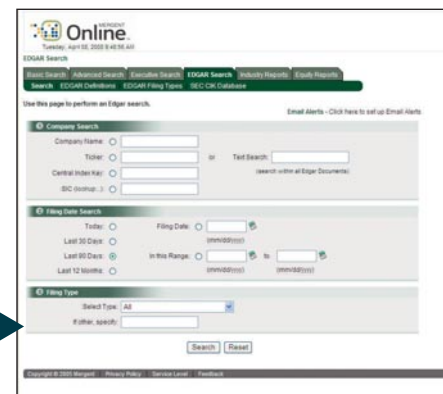 MERGENT
Online
Tuesday, April 08, 2008 8:48:56 AM
EDGAR Search
Basic Search Advanced Search Executive Search EDGAR Search Industry Reports Equity Reports
Search EDGAR Definitions EDGAR Filing Types SEC CIK Database
Use this page to perform an Edgar search.
Email Alerts - Click here to set up Email Alerts
Company Search
Company Name:
Ticker: or Text Search:
Central Index Key: (search within all Edgar Documents)
SIC (lookup...):
Filing Date Search
Today: Filing Date:
Last 30 Days: (mm/dd/yyyy)
Last 90 Days: In this Range: to
Last 12 Months: (mm/dd/yyyy) (mm/dd/yyyy)
Filing Type
Select Type: All
If other, specify:
Search Reset
Copyright © 2005 Mergent Privacy Policy Service Level Feedback